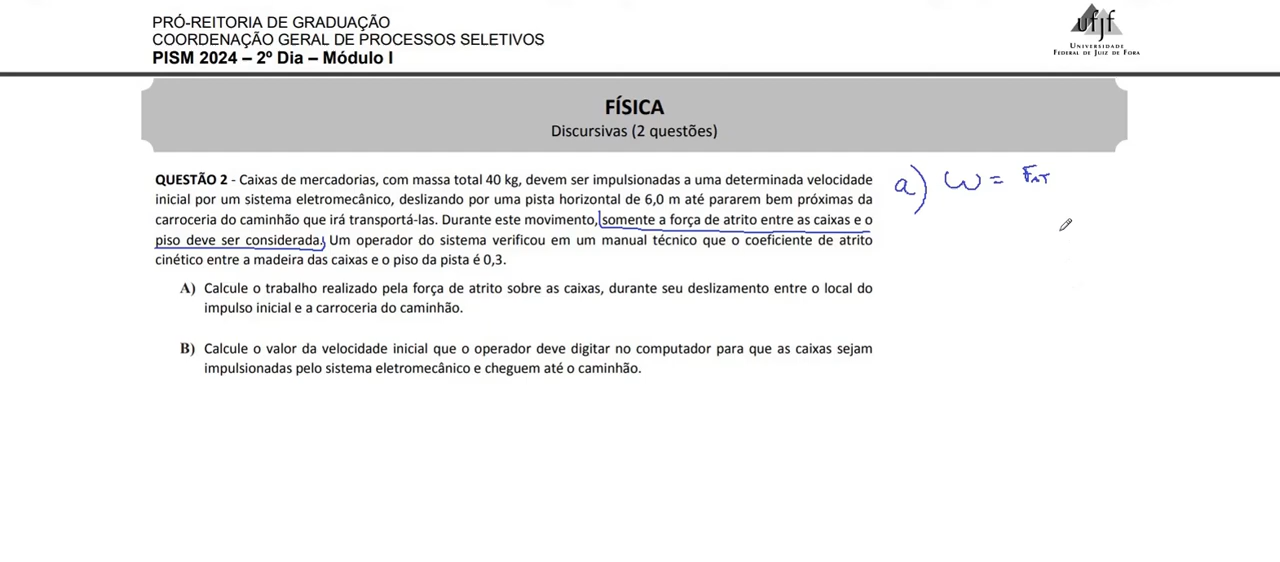 PRÓ-REITORIA DE GRADUAÇÃO
COORDENAÇÃO GERAL DE PROCESSOS SELETIVOS
PISM 2024 – 2º Dia – Módulo I
ufjf
UNIVERSIDADE
FEDERAL DE JUIZ DE FORA
FÍSICA
Discursivas (2 questões)
QUESTÃO 2 - Caixas de mercadorias, com massa total 40 kg, devem ser impulsionadas a uma determinada velocidade
inicial por um sistema eletromecânico, deslizando por uma pista horizontal de 6,0 m até pararem bem próximas da
carroceria do caminhão que irá transportá-las. Durante este movimento, somente a força de atrito entre as caixas e o
piso deve ser considerada. Um operador do sistema verificou em um manual técnico que o coeficiente de atrito
cinético entre a madeira das caixas e o piso da pista é 0,3.
A) Calcule o trabalho realizado pela força de atrito sobre as caixas, durante seu deslizamento entre o local do
impulso inicial e a carroceria do caminhão.
B) Calcule o valor da velocidade inicial que o operador deve digitar no computador para que as caixas sejam
impulsionadas pelo sistema eletromecânico e cheguem até o caminhão.
a) W = FAT